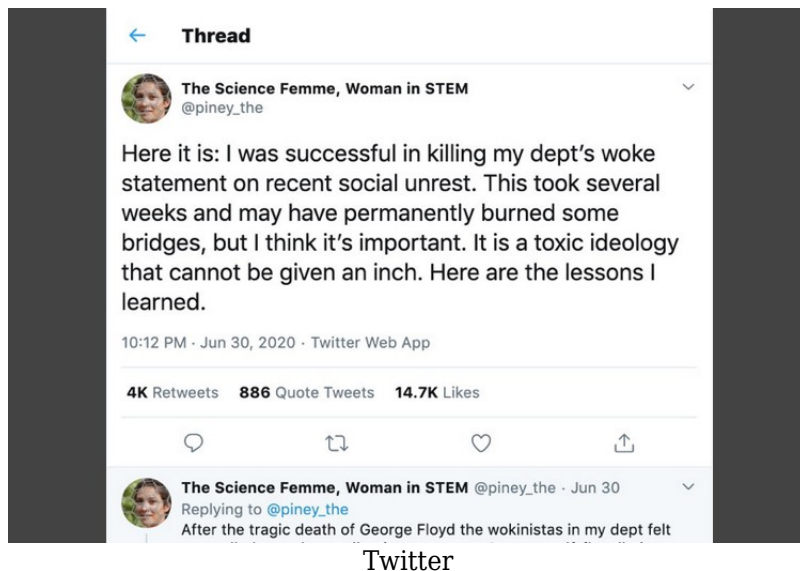 Thread
The Science Femme, Woman in STEM
@piney_the
Here it is: I was successful in killing my dept's woke
statement on recent social unrest. This took several
weeks and may have permanently burned some
bridges, but I think it's important. It is a toxic ideology
that cannot be given an inch. Here are the lessons I
learned.
10:12 PM · Jun 30, 2020 · Twitter Web App
4K Retweets 886 Quote Tweets 14.7K Likes
The Science Femme, Woman in STEM @piney_the · Jun 30
Replying to @piney_the
After the tragic death of George Floyd the wokinistas in my dept felt
Twitter